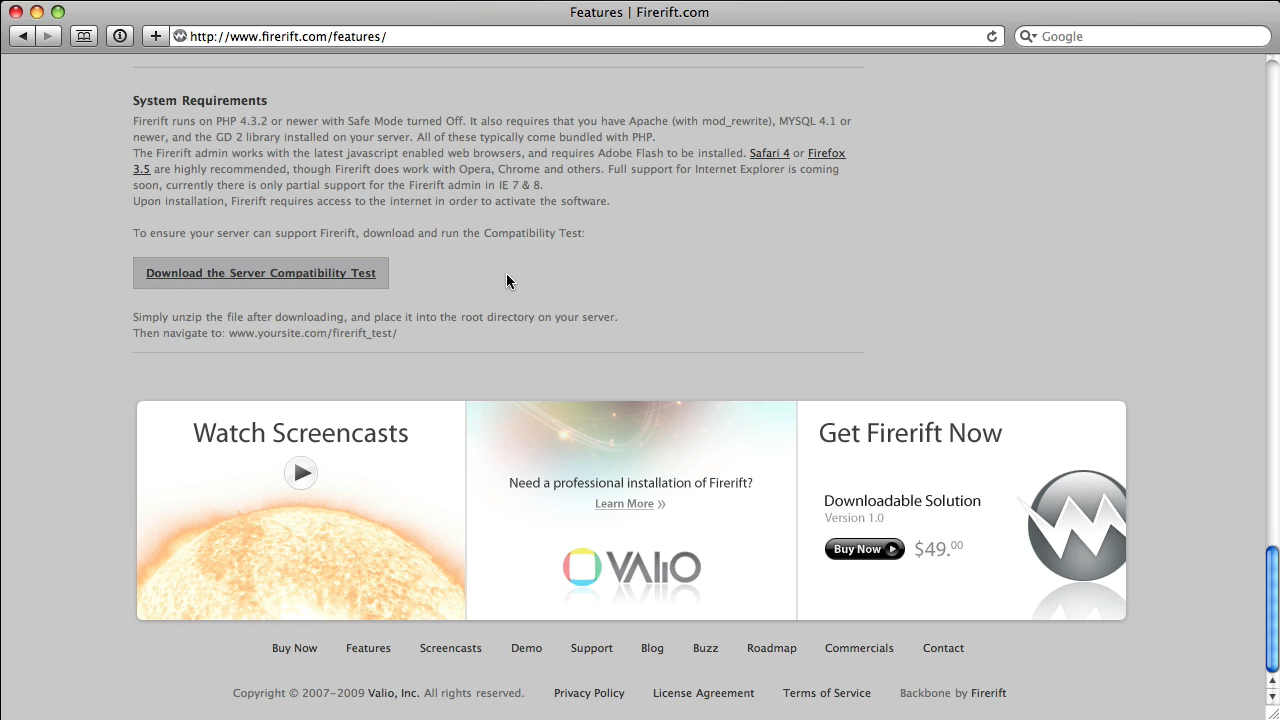 Features | Firerift.com
http://www.firerift.com/features/
Google
System Requirements
Firerift runs on PHP 4.3.2 or newer with Safe Mode turned Off. It also requires that you have Apache (with mod_rewrite), MYSQL 4.1 or
newer, and the GD 2 library installed on your server. All of these typically come bundled with PHP.
The Firerift admin works with the latest javascript enabled web browsers, and requires Adobe Flash to be installed. Safari 4 or Firefox
3.5 are highly recommended, though Firerift does work with Opera, Chrome and others. Full support for Internet Explorer is coming
soon, currently there is only partial support for the Firerift admin in IE 7 & 8.
Upon installation, Firerift requires access to the internet in order to activate the software.
To ensure your server can support Firerift, download and run the Compatibility Test:
Download the Server Compatibility Test
Simply unzip the file after downloading, and place it into the root directory on your server.
Then navigate to: www.yoursite.com/firerift_test/
Watch Screencasts
Need a professional installation of Firerift?
Learn More »
VALIO
Get Firerift Now
Downloadable Solution
Version 1.0
Buy Now $49.00
Buy Now Features Screencasts Demo Support Blog Buzz Roadmap Commercials Contact
Copyright © 2007-2009 Valio, Inc. All rights reserved. Privacy Policy License Agreement Terms of Service Backbone by Firerift